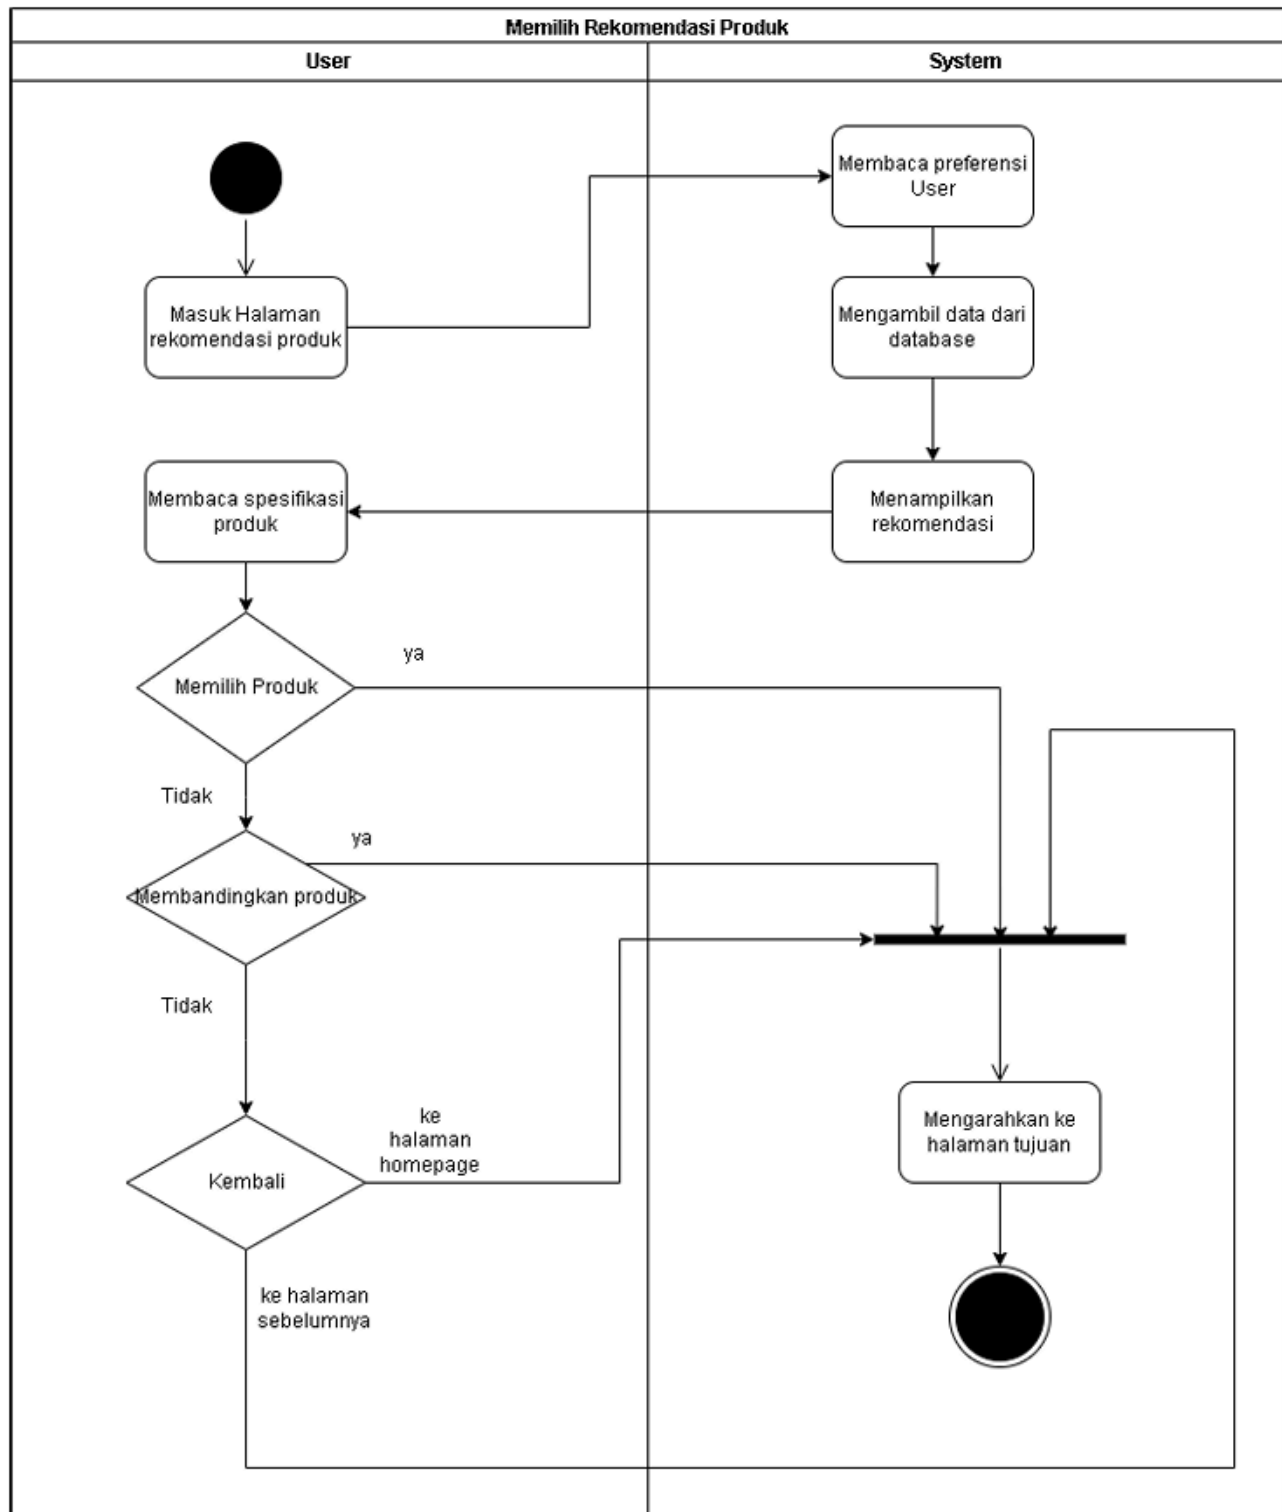 Memilih Rekomendasi Produk
User
System
Membaca preferensi
User
Masuk Halaman
rekomendasi produk
Mengambil data dari
database
Membaca spesifikasi
produk
Menampilkan
rekomendasi
ya
Memilih Produk
Tidak
ya
Membandingkan produk
Tidak
ke
halaman
homepage
Mengarahkan ke
halaman tujuan
Kembali
ke halaman
sebelumnya